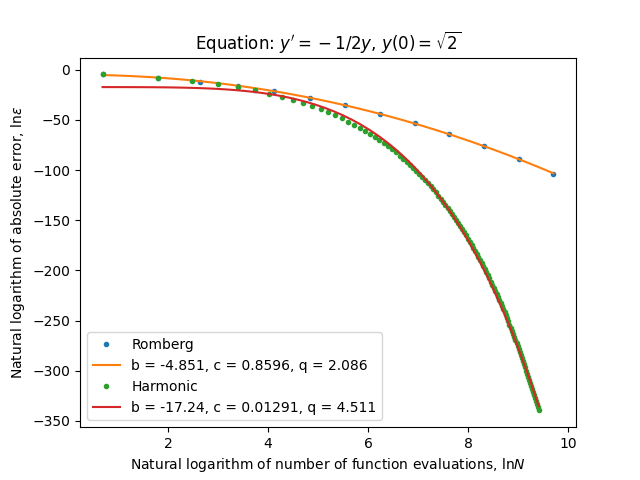 Equation: y′ = −1/2y, y(0) = √2
Natural logarithm of absolute error, lnε
0
−50
−100
−150
−200
−250
−300
−350
Romberg
b = -4.851, c = 0.8596, q = 2.086
Harmonic
b = -17.24, c = 0.01291, q = 4.511
2 4 6 8 10
Natural logarithm of number of function evaluations, lnN